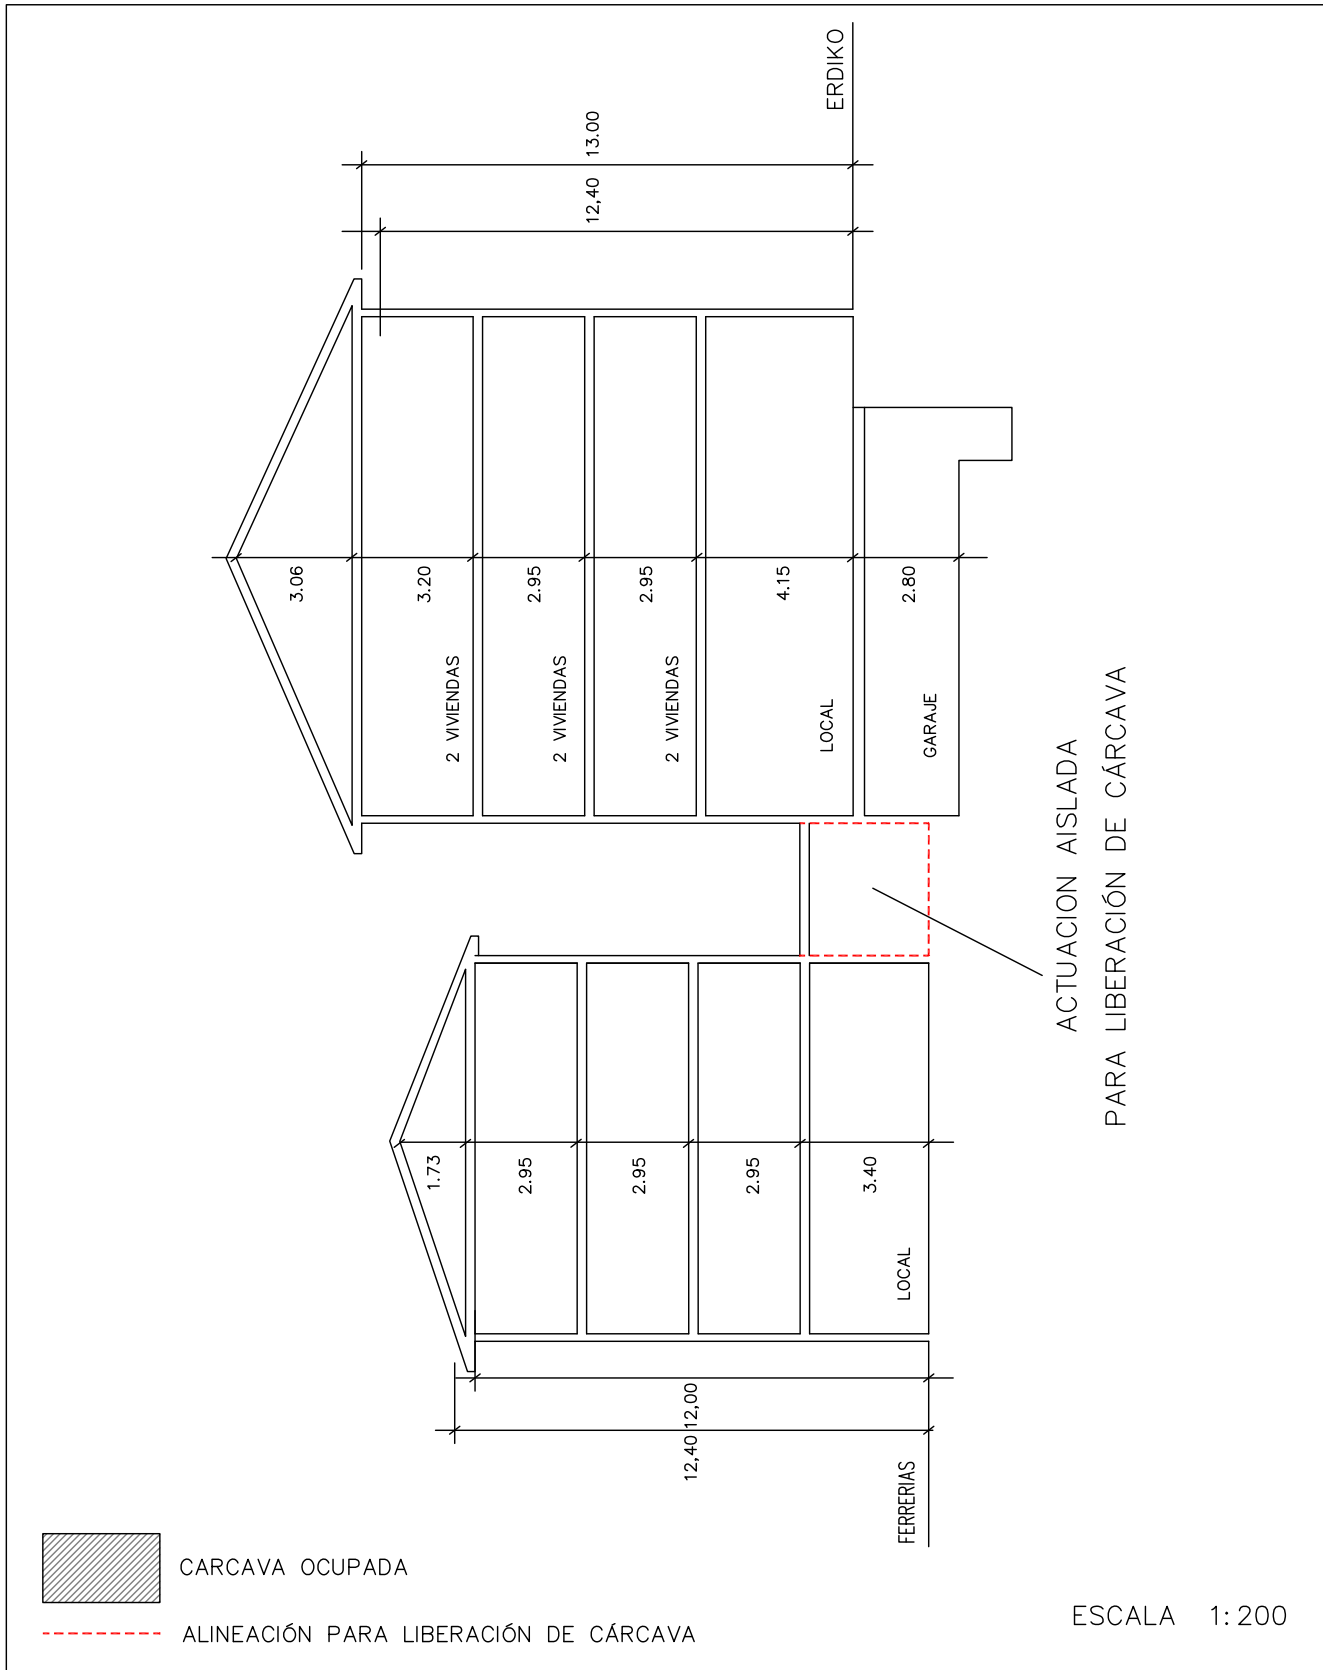 ERDIKO
13.00
12,40
3.06
3.20
2.95
2.95
4.15
2.80
2 VIVIENDAS
2 VIVIENDAS
2 VIVIENDAS
LOCAL
GARAJE
ACTUACION AISLADA
PARA LIBERACIÓN DE CÁRCAVA
1.73
2.95
2.95
2.95
3.40
LOCAL
12,00
12,40
FERRERIAS
CARCAVA OCUPADA
ALINEACIÓN PARA LIBERACIÓN DE CÁRCAVA
ESCALA 1:200